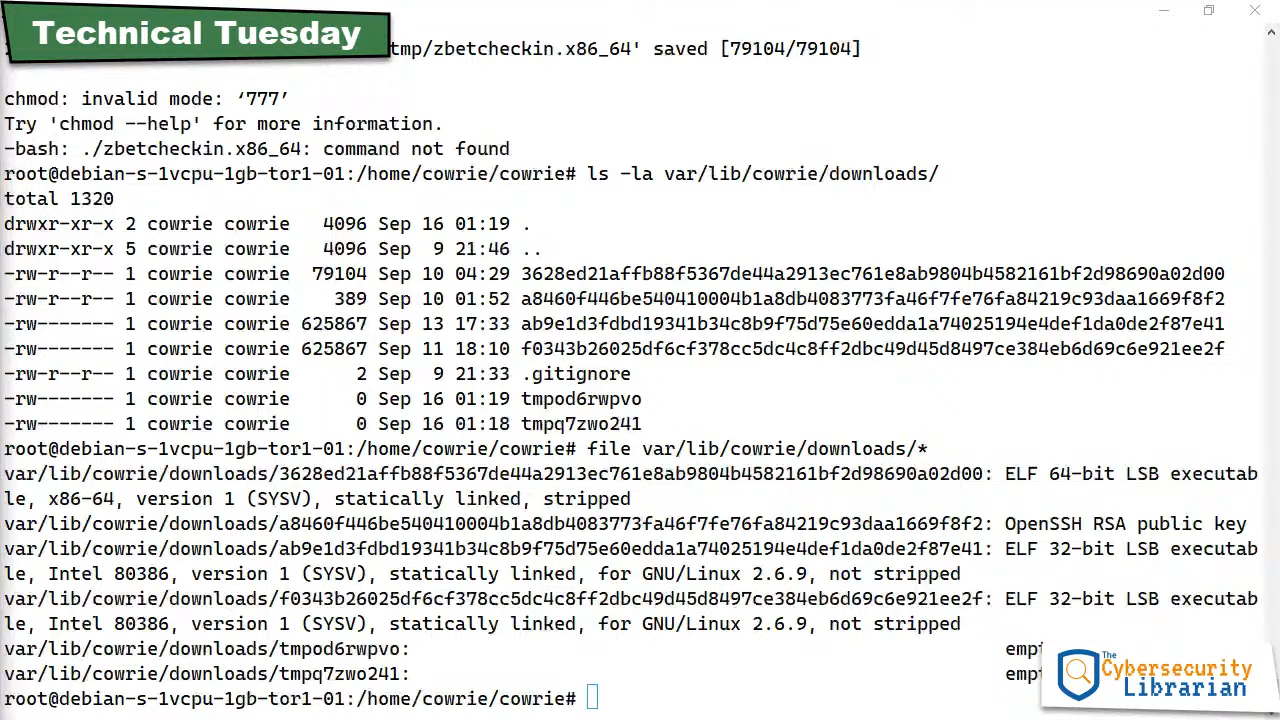 Technical Tuesday
tmp/zbetcheckin.x86_64' saved [79104/79104]
chmod: invalid mode: ‘777’
Try 'chmod --help' for more information.
-bash: ./zbetcheckin.x86_64: command not found
root@debian-s-1vcpu-1gb-tor1-01:/home/cowrie/cowrie# ls -la var/lib/cowrie/downloads/
total 1320
drwxr-xr-x 2 cowrie cowrie   4096 Sep 16 01:19 .
drwxr-xr-x 5 cowrie cowrie   4096 Sep  9 21:46 ..
-rw-r--r-- 1 cowrie cowrie  79104 Sep 10 04:29 3628ed21affb88f5367de44a2913ec761e8ab9804b4582161bf2d98690a02d00
-rw-r--r-- 1 cowrie cowrie    389 Sep 10 01:52 a8460f446be540410004b1a8db4083773fa46f7fe76fa84219c93daa1669f8f2
-rw------- 1 cowrie cowrie 625867 Sep 13 17:33 ab9e1d3fdbd19341b34c8b9f75d75e60edda1a74025194e4def1da0de2f87e41
-rw------- 1 cowrie cowrie 625867 Sep 11 18:10 f0343b26025df6cf378cc5dc4c8ff2dbc49d45d8497ce384eb6d69c6e921ee2f
-rw-r--r-- 1 cowrie cowrie      2 Sep  9 21:33 .gitignore
-rw------- 1 cowrie cowrie      0 Sep 16 01:19 tmpod6rwpvo
-rw------- 1 cowrie cowrie      0 Sep 16 01:18 tmpq7zwo241
root@debian-s-1vcpu-1gb-tor1-01:/home/cowrie/cowrie# file var/lib/cowrie/downloads/*
var/lib/cowrie/downloads/3628ed21affb88f5367de44a2913ec761e8ab9804b4582161bf2d98690a02d00: ELF 64-bit LSB executab
le, x86-64, version 1 (SYSV), statically linked, stripped
var/lib/cowrie/downloads/a8460f446be540410004b1a8db4083773fa46f7fe76fa84219c93daa1669f8f2: OpenSSH RSA public key
var/lib/cowrie/downloads/ab9e1d3fdbd19341b34c8b9f75d75e60edda1a74025194e4def1da0de2f87e41: ELF 32-bit LSB executab
le, Intel 80386, version 1 (SYSV), statically linked, for GNU/Linux 2.6.9, not stripped
var/lib/cowrie/downloads/f0343b26025df6cf378cc5dc4c8ff2dbc49d45d8497ce384eb6d69c6e921ee2f: ELF 32-bit LSB executab
le, Intel 80386, version 1 (SYSV), statically linked, for GNU/Linux 2.6.9, not stripped
var/lib/cowrie/downloads/tmpod6rwpvo: emp
var/lib/cowrie/downloads/tmpq7zwo241: emp
root@debian-s-1vcpu-1gb-tor1-01:/home/cowrie/cowrie#
The
Cybersecurity
Librarian